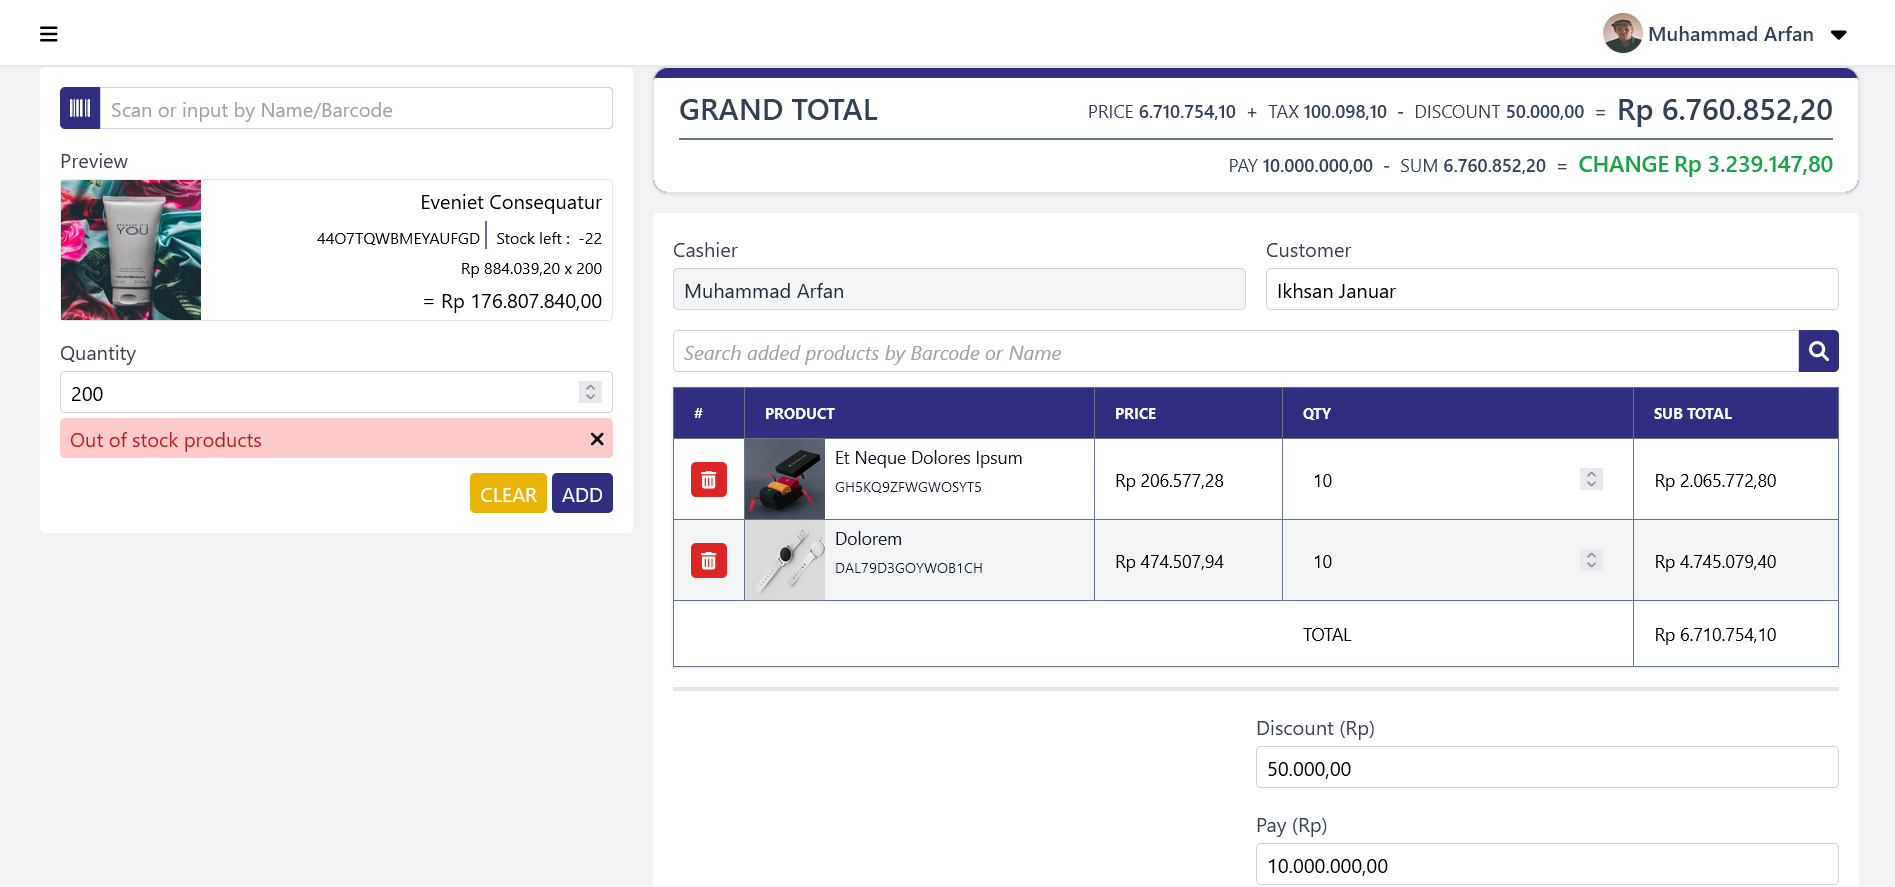 Muhammad Arfan
Scan or input by Name/Barcode
Preview
YOU
Eveniet Consequatur
44O7TQWBMEYAUFGD Stock left : -22
Rp 884.039,20 x 200
= Rp 176.807.840,00
Quantity
200
Out of stock products
CLEAR ADD
GRAND TOTAL PRICE 6.710.754,10 + TAX 100.098,10 - DISCOUNT 50.000,00 = Rp 6.760.852,20
PAY 10.000.000,00 - SUM 6.760.852,20 = CHANGE Rp 3.239.147,80
Cashier Customer
Muhammad Arfan Ikhsan Januar
Search added products by Barcode or Name
# PRODUCT PRICE QTY SUB TOTAL
Et Neque Dolores Ipsum
GH5KQ9ZFWGWOSYT5
Rp 206.577,28 10 Rp 2.065.772,80
Dolorem
DAL79D3GOYWOB1CH
Rp 474.507,94 10 Rp 4.745.079,40
TOTAL Rp 6.710.754,10
Discount (Rp)
50.000,00
Pay (Rp)
10.000.000,00